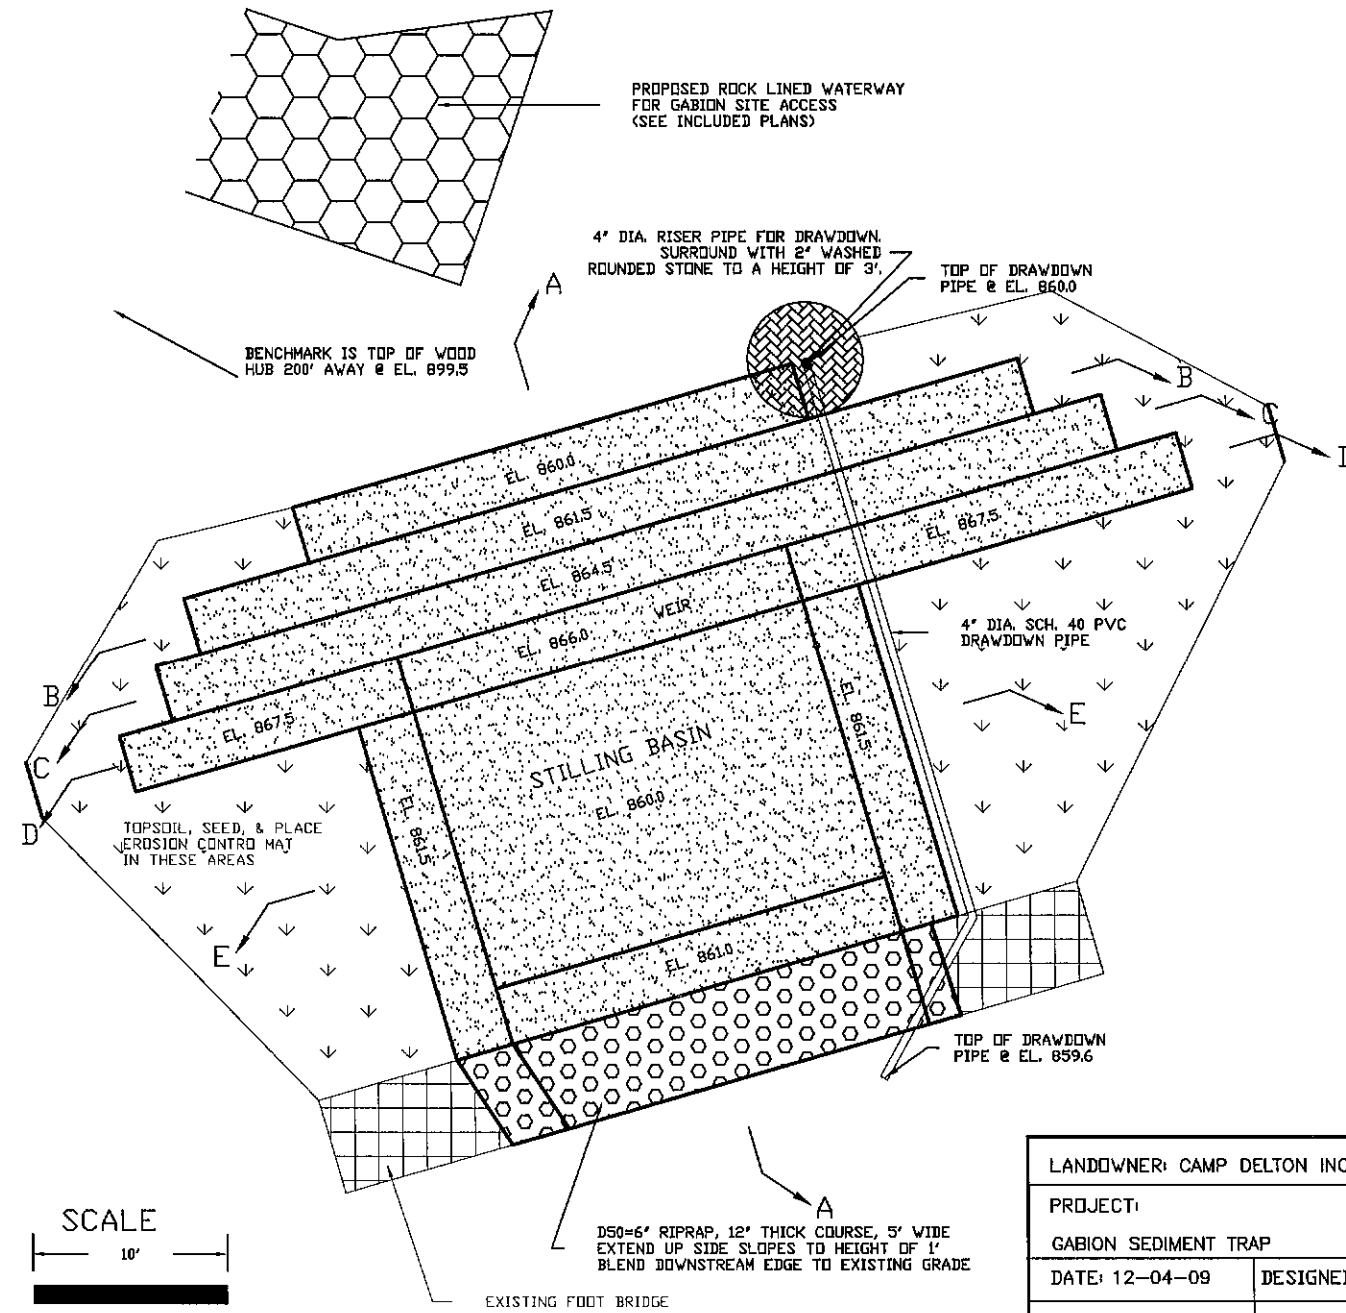 PROPOSED ROCK LINED WATERWAY
FOR GABION SITE ACCESS
(SEE INCLUDED PLANS)
4" DIA. RISER PIPE FOR DRAWDOWN.
SURROUND WITH 2" WASHED
ROUNDED STONE TO A HEIGHT OF 3'.
TOP OF DRAWDOWN
PIPE @ EL. 860.0
A
BENCHMARK IS TOP OF WOOD
HUB 200' AWAY @ EL. 899.5
B
C
EL. 860.0
EL. 861.5
EL. 867.5
EL. 864.5
WEIR
EL. 866.0
4" DIA. SCH. 40 PVC
DRAWDOWN PIPE
B
EL. 867.5
EL. 861.5
E
STILLING BASIN
EL. 860.0
C
D
EL. 861.5
TOPSOIL, SEED, & PLACE
EROSION CONTRO MAT
IN THESE AREAS
E
EL. 861.0
TOP OF DRAWDOWN
PIPE @ EL. 859.6
A
SCALE
10'
D50=6" RIPRAP, 12" THICK COURSE, 5' WIDE
EXTEND UP SIDE SLOPES TO HEIGHT OF 1'
BLEND DOWNSTREAM EDGE TO EXISTING GRADE
EXISTING FOOT BRIDGE
LANDOWNER: CAMP DELTON INC
PROJECT:
GABION SEDIMENT TRAP
DATE: 12-04-09
DESIGNE